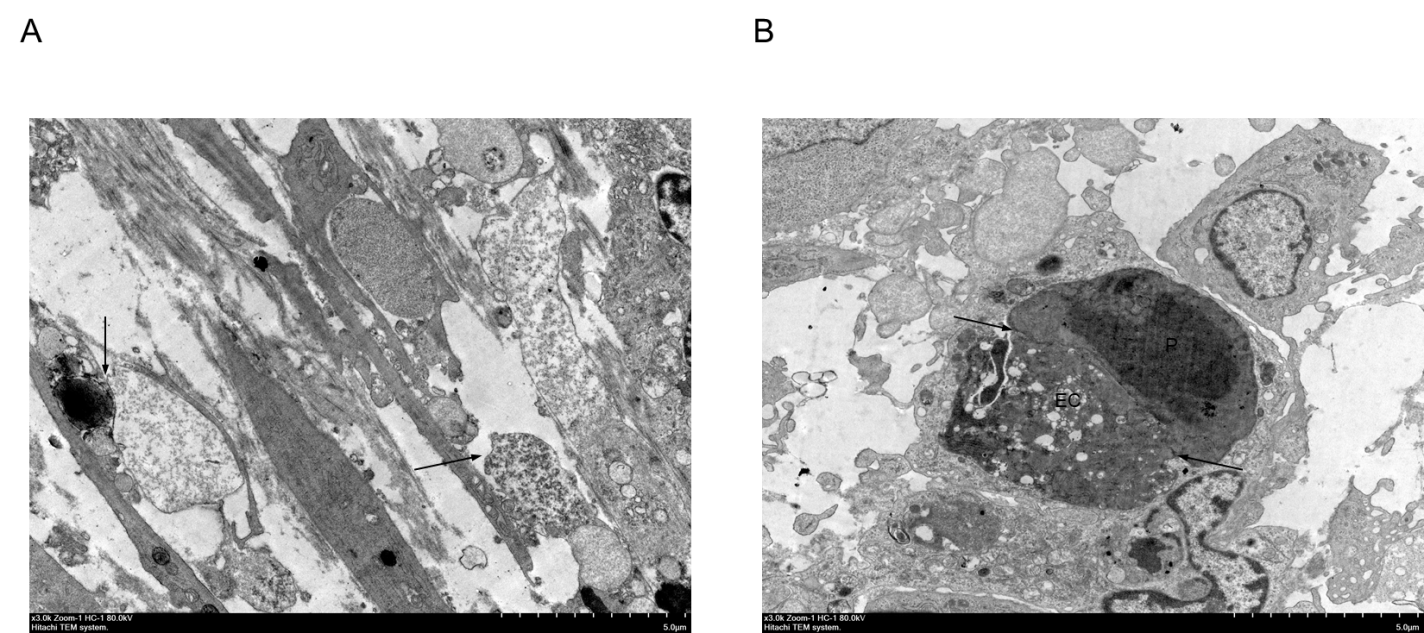 A
B
P
EC
x3.0k Zoom-1 HC-1 80.0kV
Hitachi TEM system.
5.0µm
x3.0k Zoom-1 HC-1 80.0kV
Hitachi TEM system.
5.0µm